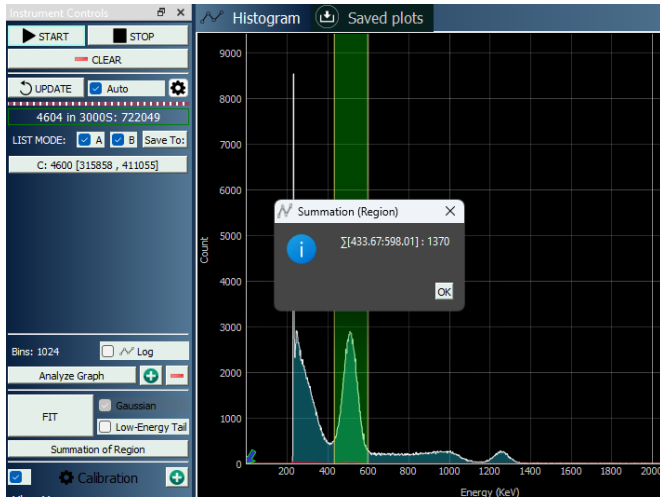 Instrument Controls
START
STOP
CLEAR
UPDATE
Auto
4604 in 3000S: 722049
LIST MODE:
A
B
Save To:
C: 4600 [315858 , 411055]
Bins: 1024
Log
Analyze Graph
FIT
Gaussian
Low-Energy Tail
Summation of Region
Calibration
Histogram
Saved plots
9000
8000
7000
6000
5000
4000
3000
2000
1000
0
Count
Summation (Region)
∑[433.67:598.01] : 1370
OK
200 400 600 800 1000 1200 1400 1600 1800 2000
Energy (KeV)